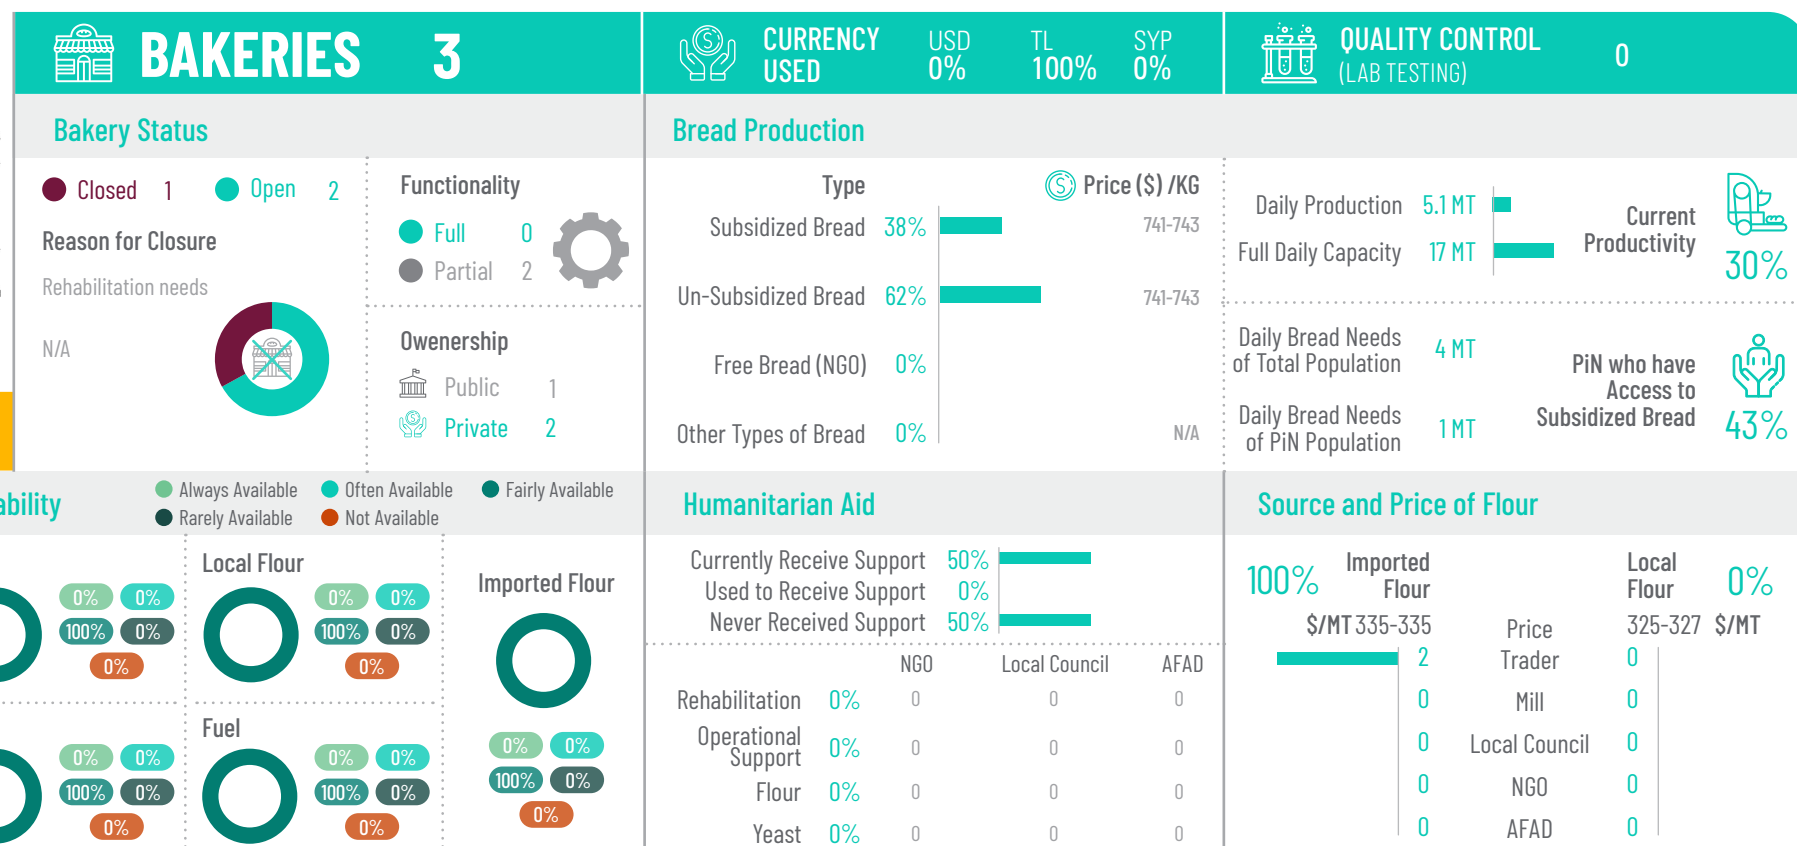 BAKERIES 3
CURRENCY USED
USD 0%
TL 100%
SYP 0%
QUALITY CONTROL
(LAB TESTING)
0
Bakery Status
Closed 1
Open 2
Reason for Closure
Rehabilitation needs
N/A
Functionality
Full 0
Partial 2
Owenership
Public 1
Private 2
Bread Production
Type
Price ($) /KG
Subsidized Bread 38% 741-743
Un-Subsidized Bread 62% 741-743
Free Bread (NGO) 0%
Other Types of Bread 0% N/A
Daily Production 5.1 MT
Full Daily Capacity 17 MT
Current
Productivity
30%
Daily Bread Needs
of Total Population
4 MT
Daily Bread Needs
of PiN Population
1 MT
PiN who have
Access to
Subsidized Bread
43%
ability
Always Available
Often Available
Fairly Available
Rarely Available
Not Available
0% 0%
100% 0%
0%
Local Flour
0% 0%
100% 0%
0%
Imported Flour
0% 0%
100% 0%
0%
0% 0%
100% 0%
0%
Fuel
0% 0%
100% 0%
0%
Humanitarian Aid
Currently Receive Support 50%
Used to Receive Support 0%
Never Received Support 50%
NGO Local Council AFAD
Rehabilitation 0% 0 0 0
Operational
Support
0% 0 0 0
Flour 0% 0 0 0
Yeast 0% 0 0 0
Source and Price of Flour
100%
Imported
Flour
Local
Flour
0%
$/MT 335-335 Price 325-327 $/MT
2 Trader 0
0 Mill 0
0 Local Council 0
0 NGO 0
0 AFAD 0